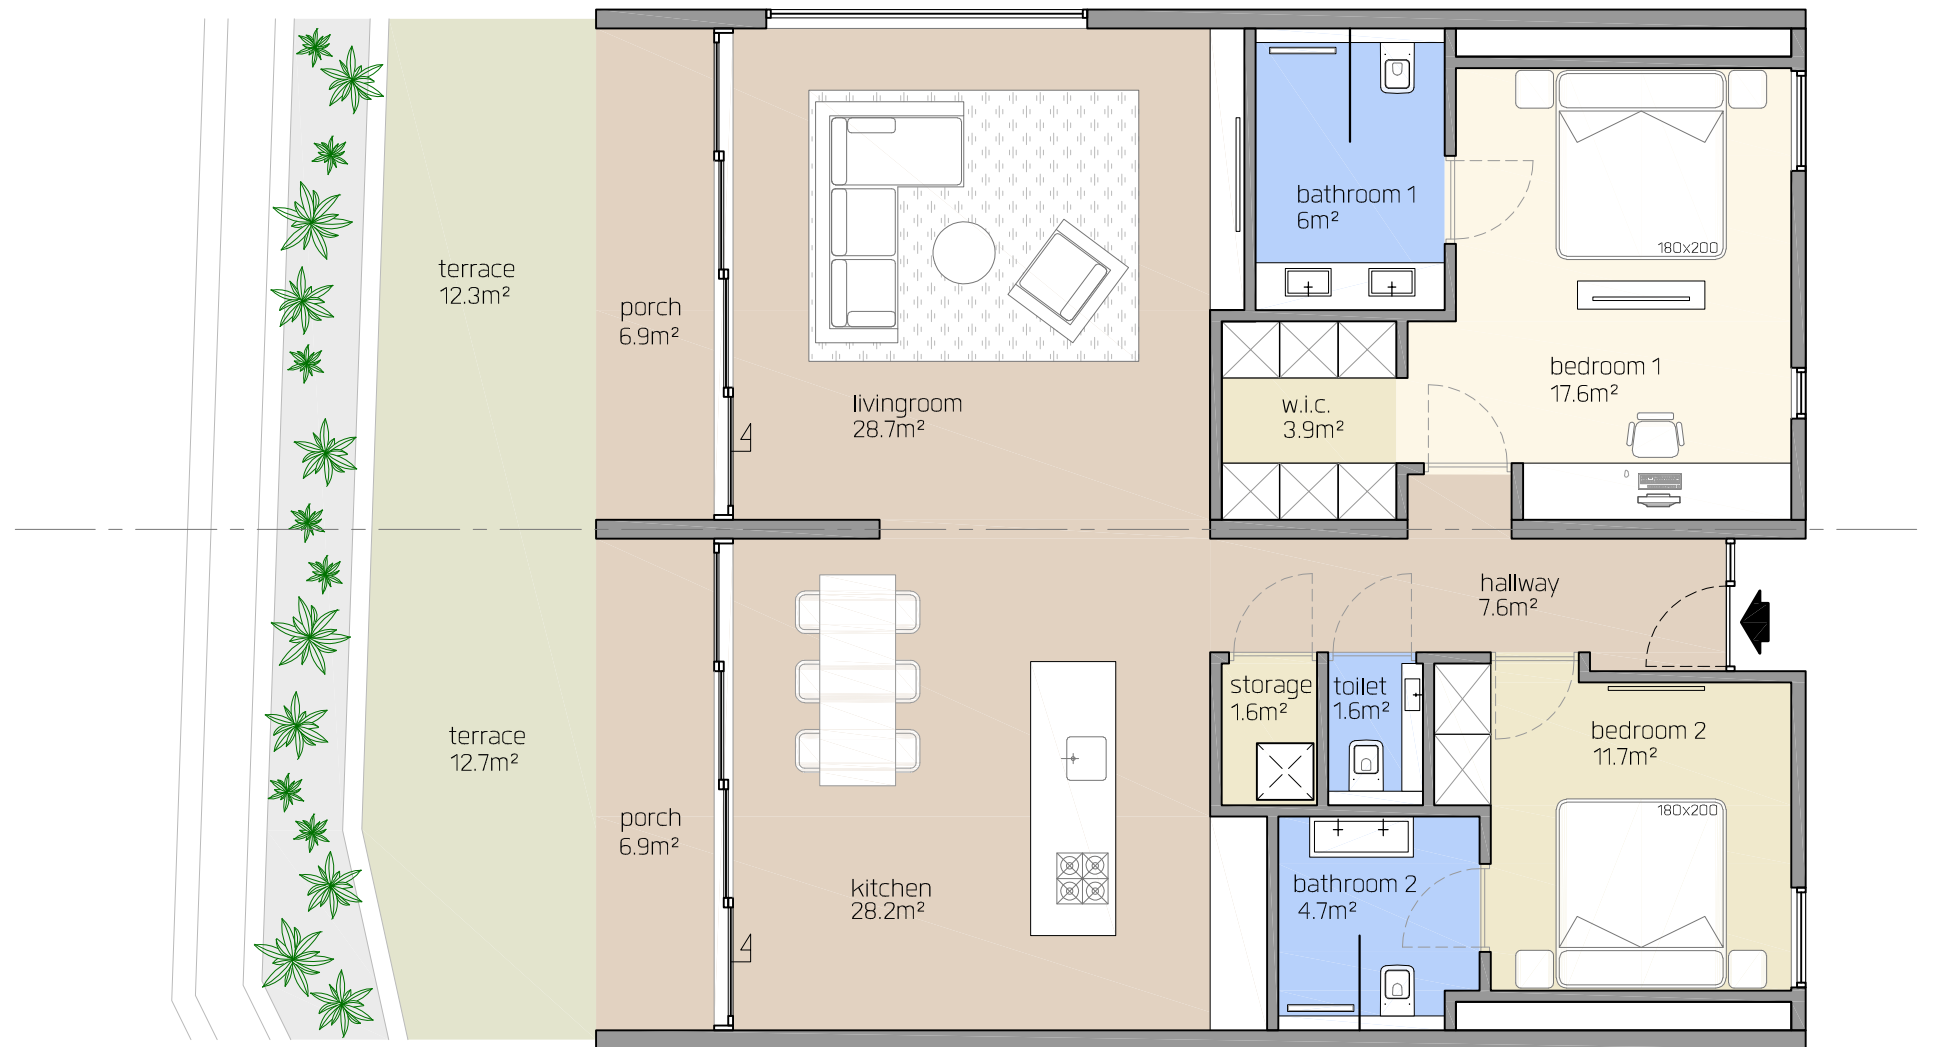 terrace
12.3m²
porch
6.9m²
livingroom
28.7m²
4
bathroom 1
6m²
180x200
bedroom 1
17.6m²
w.i.c.
3.9m²
hallway
7.6m²
storage
1.6m²
toilet
1.6m²
bedroom 2
11.7m²
180x200
terrace
12.7m²
porch
6.9m²
kitchen
28.2m²
4
bathroom 2
4.7m²